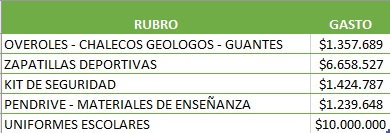 RUBRO GASTO
OVEROLES - CHALECOS GEOLOGOS - GUANTES $1.357.689
ZAPATILLAS DEPORTIVAS $6.658.527
KIT DE SEGURIDAD $1.424.787
PENDRIVE - MATERIALES DE ENSEÑANZA $1.239.648
UNIFORMES ESCOLARES $10.000.000